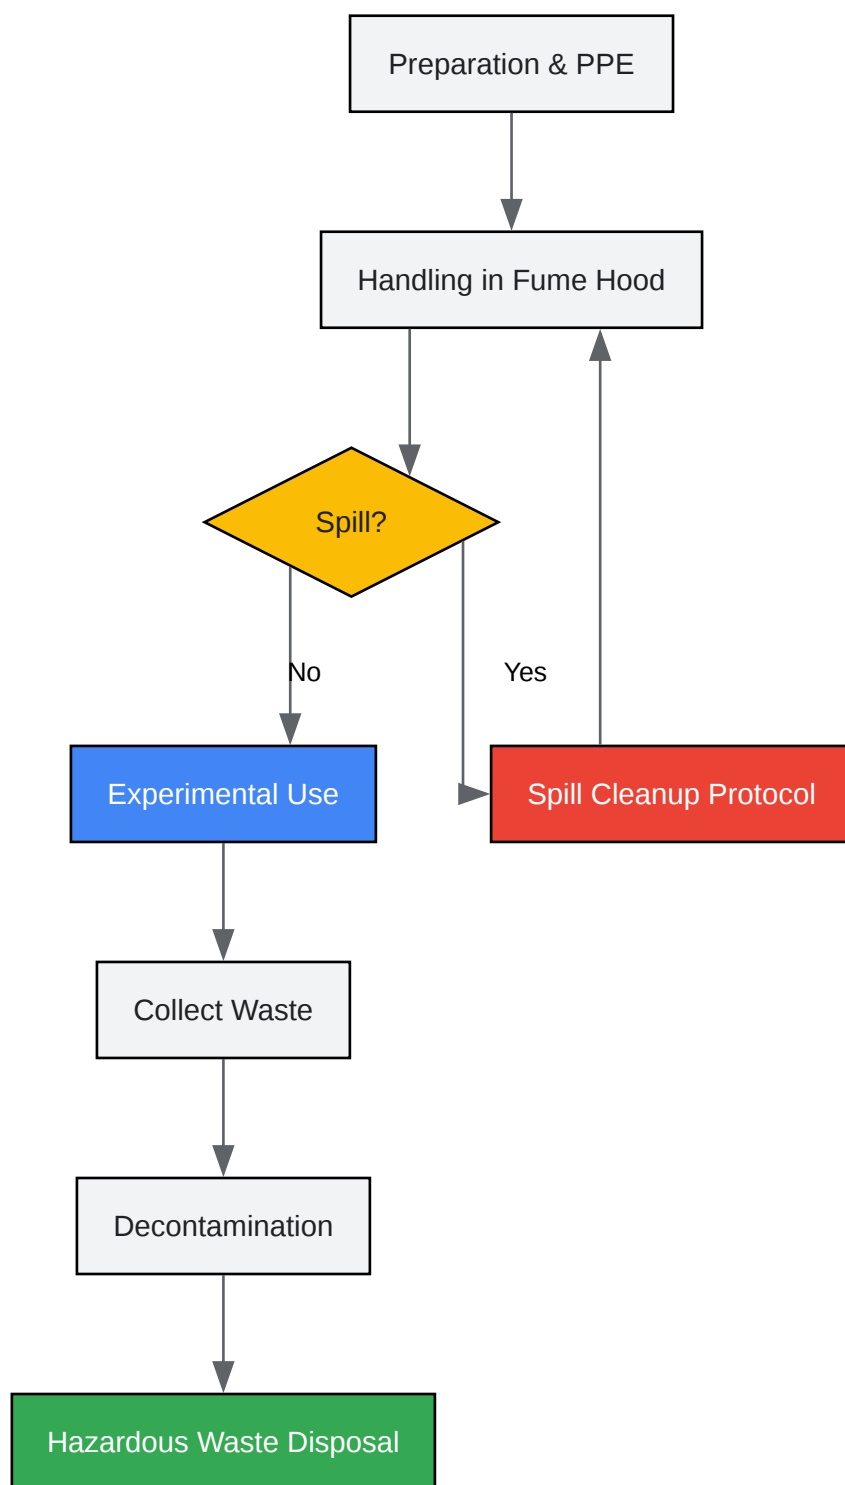 Preparation & PPE
Handling in Fume Hood
Spill?
No
Yes
Experimental Use
Spill Cleanup Protocol
Collect Waste
Decontamination
Hazardous Waste Disposal